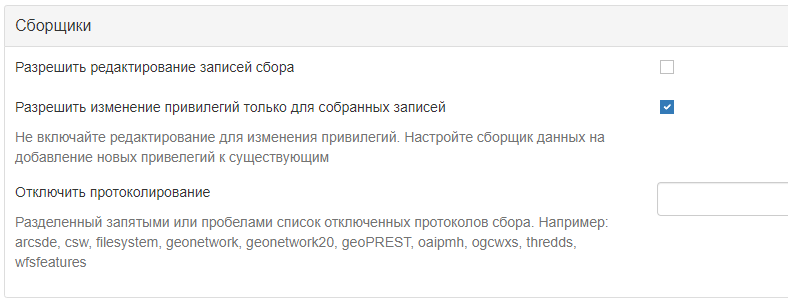 Сборщики
Разрешить редактирование записей сбора
Разрешить изменение привилегий только для собранных записей
Не включайте редактирование для изменения привилегий. Настройте сборщик данных на
добавление новых привелегий к существующим
Отключить протоколирование
Разделенный запятыми или пробелами список отключенных протоколов сбора. Например:
arcsde, csw, filesystem, geonetwork, geonetwork20, geoPREST, oaipmh, ogcwxs, thredds,
wfsfeatures